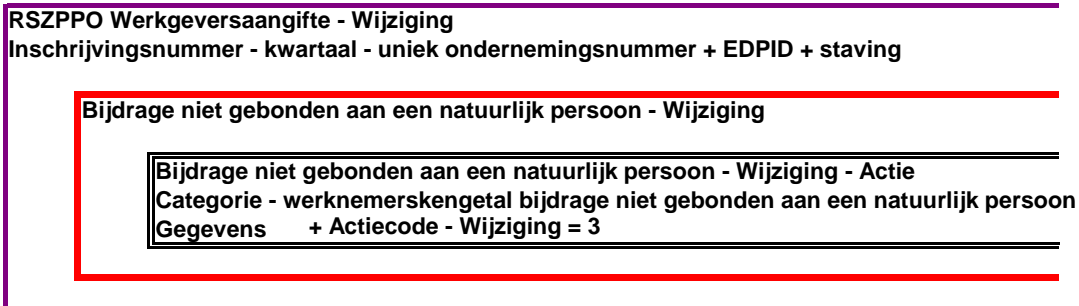 RSZPPO Werkgeversaangifte - Wijziging
Inschrijvingsnummer - kwartaal - uniek ondernemingsnummer + EDPID + staving
Bijdrage niet gebonden aan een natuurlijk persoon - Wijziging
Bijdrage niet gebonden aan een natuurlijk persoon - Wijziging - Actie
Categorie - werknemerskengetal bijdrage niet gebonden aan een natuurlijk persoon
Gegevens + Actiecode - Wijziging = 3